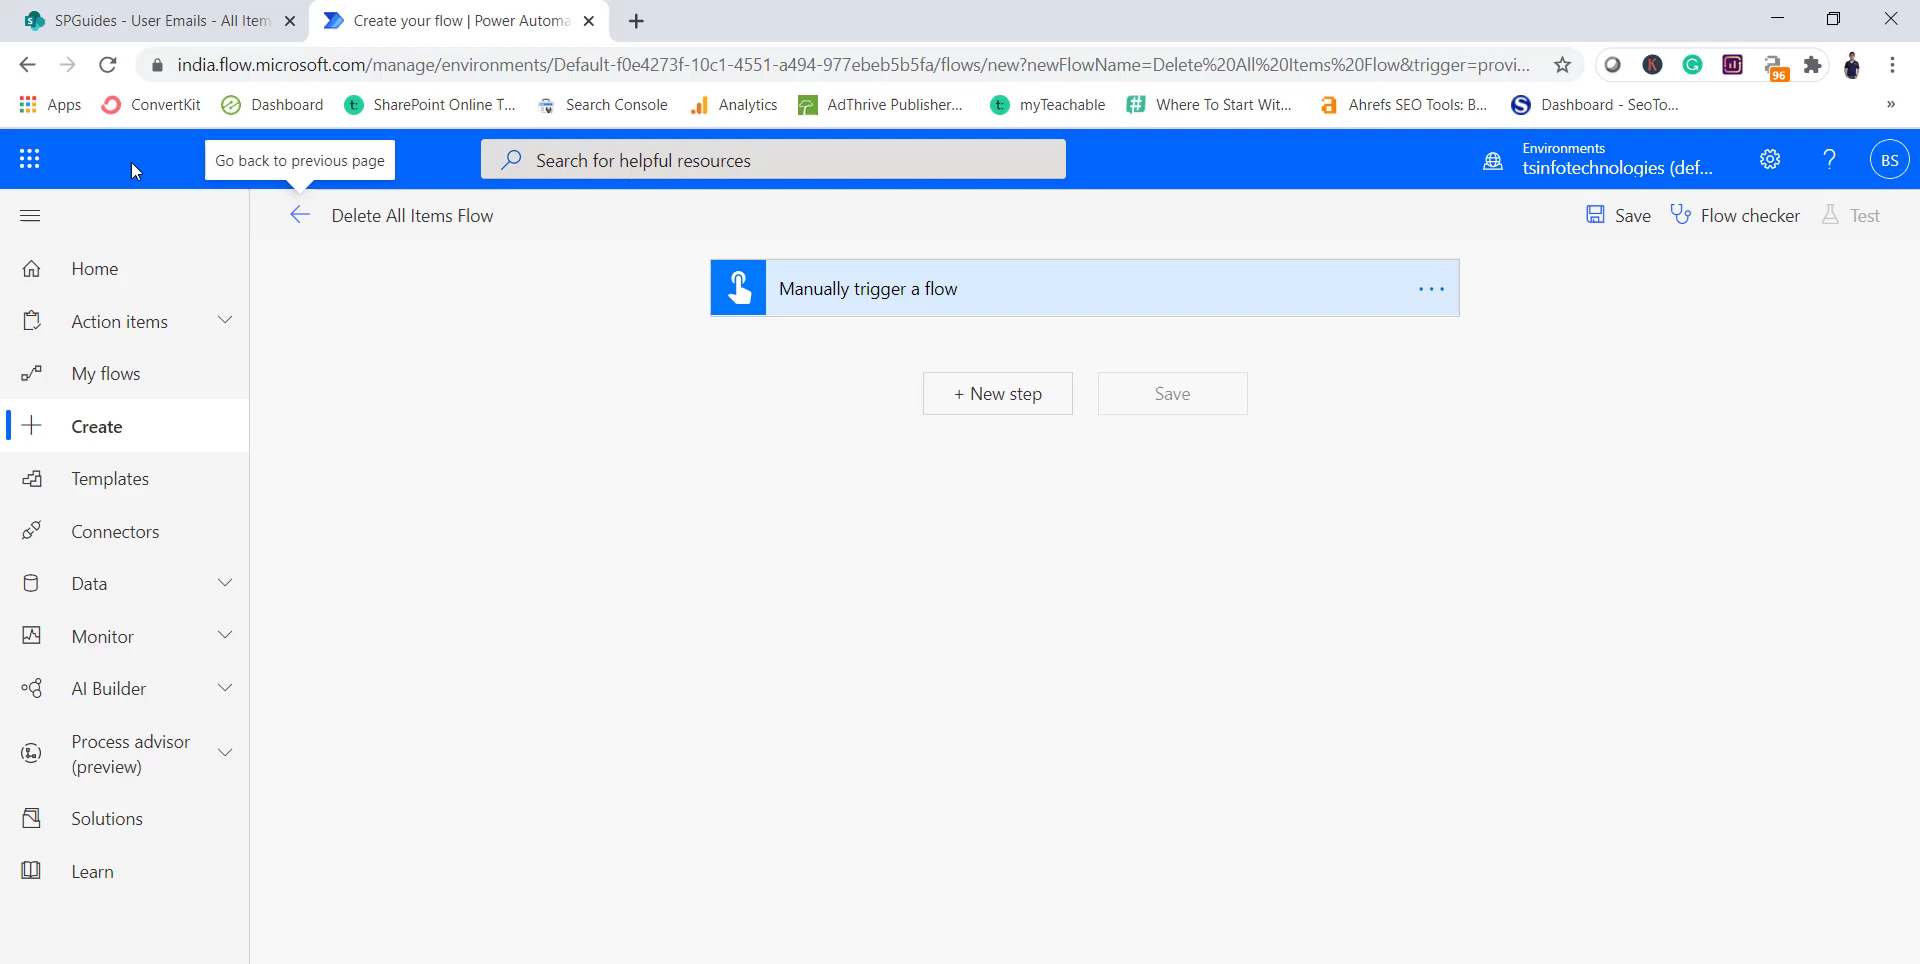 SPGuides - User Emails - All Item
Create your flow | Power Automa
india.flow.microsoft.com/manage/environments/Default-f0e4273f-10c1-4551-a494-977ebeb5b5fa/flows/new?newFlowName=Delete%20All%20Items%20Flow&trigger=provi...
96
Apps
ConvertKit
Dashboard
SharePoint Online T...
Search Console
Analytics
AdThrive Publisher...
myTeachable
Where To Start Wit...
Ahrefs SEO Tools: B...
Dashboard - SeoTo...
»
Go back to previous page
Search for helpful resources
Environments
tsinfotechnologies (def...
BS
Delete All Items Flow
Save
Flow checker
Test
Home
Action items
My flows
Create
Templates
Connectors
Data
Monitor
AI Builder
Process advisor
(preview)
Solutions
Learn
Manually trigger a flow
+ New step
Save